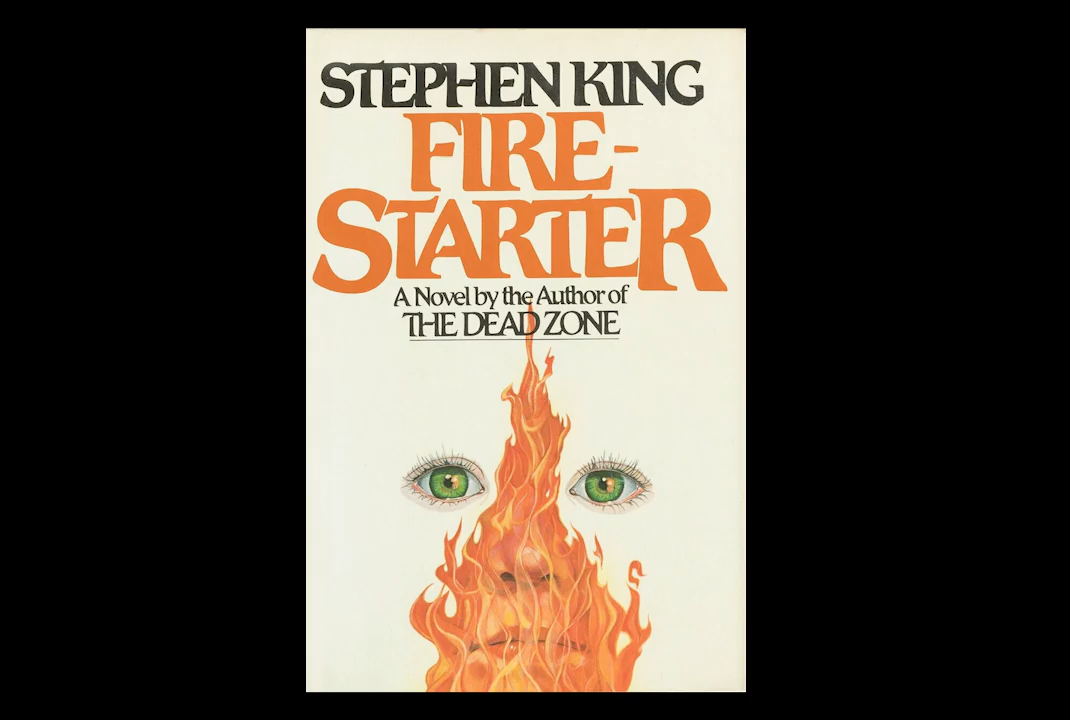 STEPHEN KING
FIRE-
STARTER
A Novel by the Author of
THE DEAD ZONE